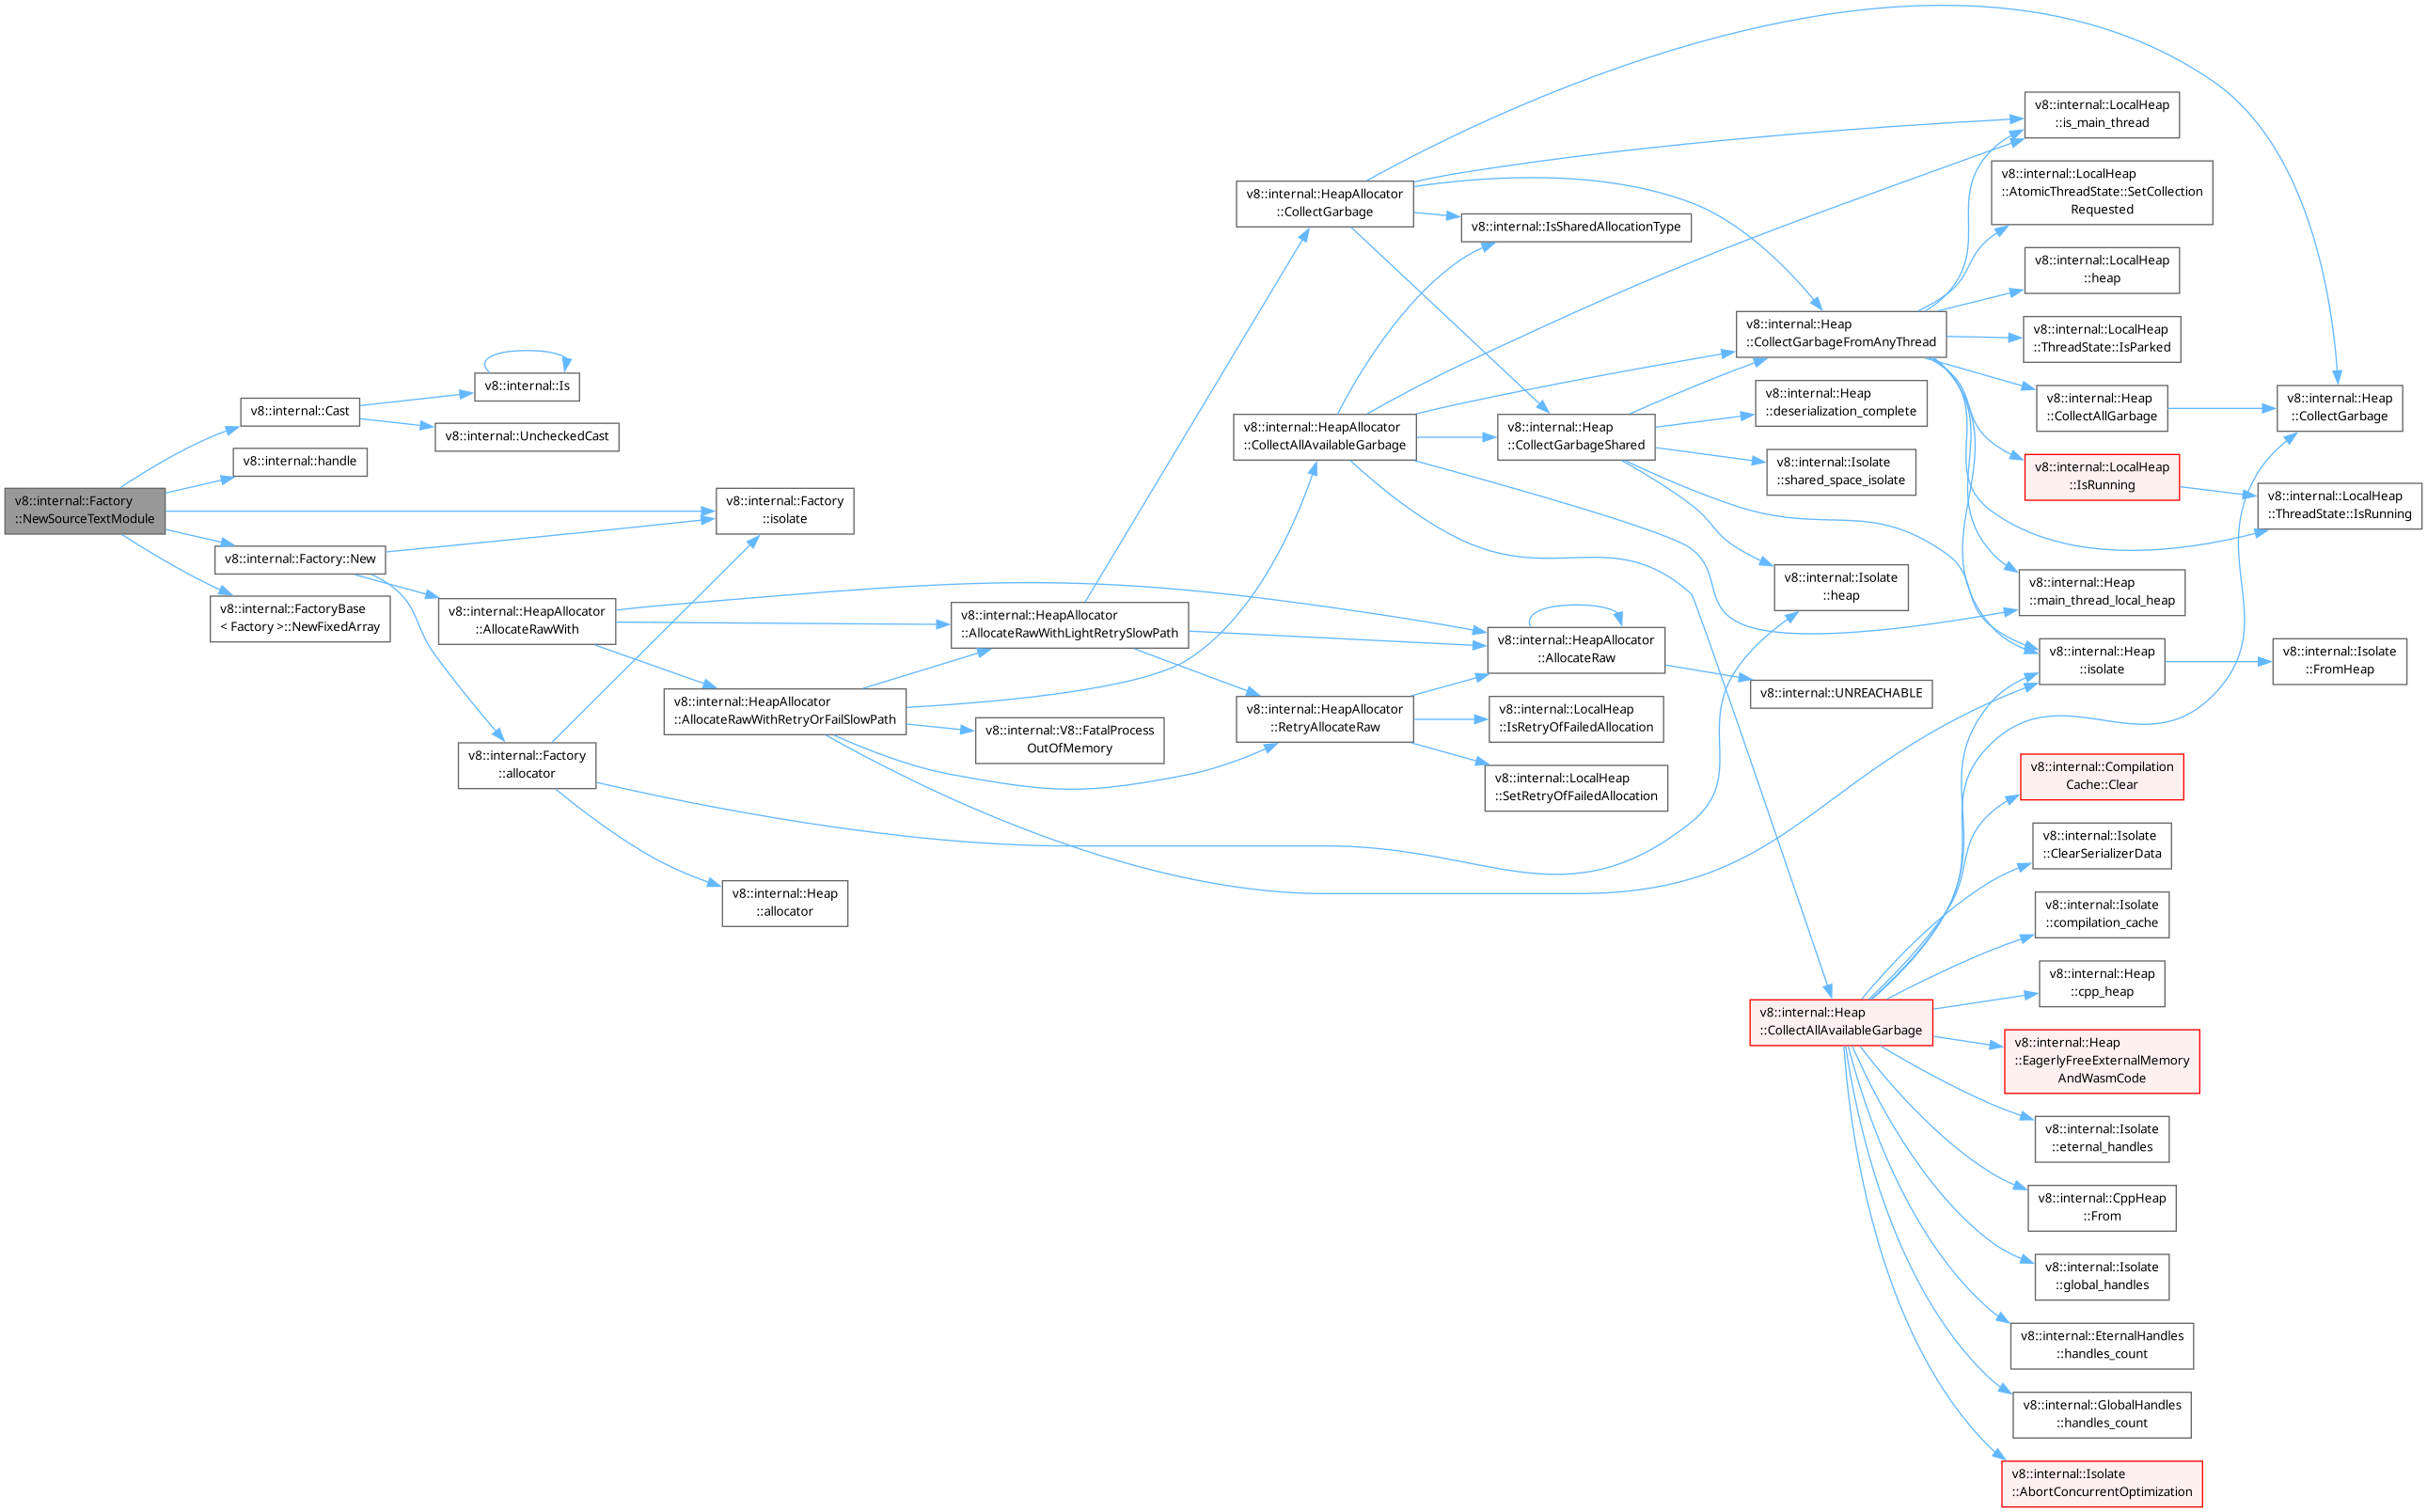 v8::internal::Factory
::NewSourceTextModule
v8::internal::Cast
v8::internal::Is
v8::internal::UncheckedCast
v8::internal::handle
v8::internal::Factory
::isolate
v8::internal::Factory::New
v8::internal::FactoryBase
< Factory >::NewFixedArray
v8::internal::HeapAllocator
::AllocateRawWith
v8::internal::Factory
::allocator
v8::internal::Heap
::allocator
v8::internal::HeapAllocator
::AllocateRawWithRetryOrFailSlowPath
v8::internal::V8::FatalProcess
OutOfMemory
v8::internal::HeapAllocator
::AllocateRawWithLightRetrySlowPath
v8::internal::HeapAllocator
::CollectGarbage
v8::internal::IsSharedAllocationType
v8::internal::HeapAllocator
::CollectAllAvailableGarbage
v8::internal::Heap
::CollectGarbageShared
v8::internal::HeapAllocator
::AllocateRaw
v8::internal::HeapAllocator
::RetryAllocateRaw
v8::internal::LocalHeap
::IsRetryOfFailedAllocation
v8::internal::LocalHeap
::SetRetryOfFailedAllocation
v8::internal::UNREACHABLE
v8::internal::Heap
::CollectGarbageFromAnyThread
v8::internal::Heap
::deserialization_complete
v8::internal::Isolate
::shared_space_isolate
v8::internal::Isolate
::heap
v8::internal::Heap
::CollectAllAvailableGarbage
v8::internal::LocalHeap
::is_main_thread
v8::internal::LocalHeap
::AtomicThreadState::SetCollection
Requested
v8::internal::LocalHeap
::heap
v8::internal::LocalHeap
::ThreadState::IsParked
v8::internal::Heap
::CollectAllGarbage
v8::internal::Heap
::CollectGarbage
v8::internal::LocalHeap
::IsRunning
v8::internal::LocalHeap
::ThreadState::IsRunning
v8::internal::Heap
::main_thread_local_heap
v8::internal::Heap
::isolate
v8::internal::Isolate
::FromHeap
v8::internal::Compilation
Cache::Clear
v8::internal::Isolate
::ClearSerializerData
v8::internal::Isolate
::compilation_cache
v8::internal::Heap
::cpp_heap
v8::internal::Heap
::EagerlyFreeExternalMemory
AndWasmCode
v8::internal::Isolate
::eternal_handles
v8::internal::CppHeap
::From
v8::internal::Isolate
::global_handles
v8::internal::EternalHandles
::handles_count
v8::internal::GlobalHandles
::handles_count
v8::internal::Isolate
::AbortConcurrentOptimization